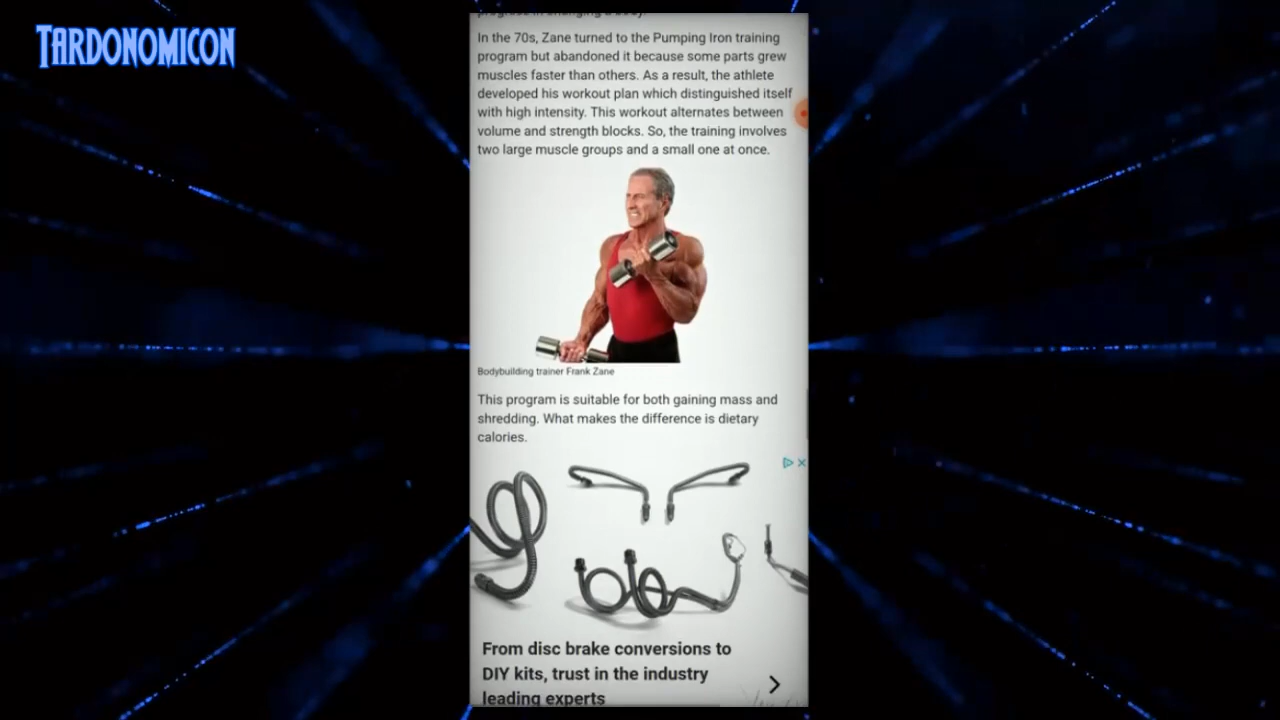 TARDONOMICON
In the 70s, Zane turned to the Pumping Iron training
program but abandoned it because some parts grew
muscles faster than others. As a result, the athlete
developed his workout plan which distinguished itself
with high intensity. This workout alternates between
volume and strength blocks. So, the training involves
two large muscle groups and a small one at once.
Bodybuilding trainer Frank Zane
This program is suitable for both gaining mass and
shredding. What makes the difference is dietary
calories.
From disc brake conversions to
DIY kits, trust in the industry
leading experts